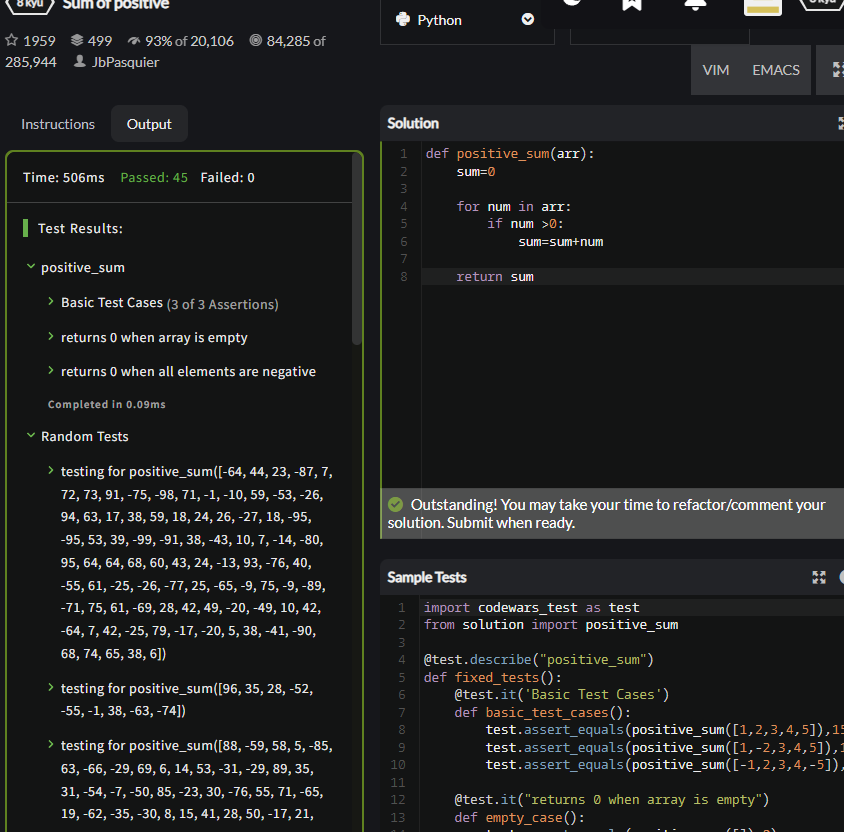 8 kyu Sum of positive
1959 499 93% of 20,106 84,285 of
285,944 JbPasquier
Instructions Output
Time: 506ms Passed: 45 Failed: 0
Test Results:
positive_sum
Basic Test Cases (3 of 3 Assertions)
returns 0 when array is empty
returns 0 when all elements are negative
Completed in 0.09ms
Random Tests
testing for positive_sum([-64, 44, 23, -87, 7,
72, 73, 91, -75, -98, 71, -1, -10, 59, -53, -26,
94, 63, 17, 38, 59, 18, 24, 26, -27, 18, -95,
-95, 53, 39, -99, -91, 38, -43, 10, 7, -14, -80,
95, 64, 64, 68, 60, 43, 24, -13, 93, -76, 40,
-55, 61, -25, -26, -77, 25, -65, -9, 75, -9, -89,
-71, 75, 61, -69, 28, 42, 49, -20, -49, 10, 42,
-64, 7, 42, -25, 79, -17, -20, 5, 38, -41, -90,
68, 74, 65, 38, 6])
testing for positive_sum([96, 35, 28, -52,
-55, -1, 38, -63, -74])
testing for positive_sum([88, -59, 58, 5, -85,
63, -66, -29, 69, 6, 14, 53, -31, -29, 89, 35,
31, -54, -7, -50, 85, -23, 30, -76, 55, 71, -65,
19, -62, -35, -30, 8, 15, 41, 28, 50, -17, 21,
Python
VIM EMACS
Solution
1 def positive_sum(arr):
2 sum=0
3
4 for num in arr:
5 if num >0:
6 sum=sum+num
7
8 return sum
Outstanding! You may take your time to refactor/comment your
solution. Submit when ready.
Sample Tests
1 import codewars_test as test
2 from solution import positive_sum
3
4 @test.describe("positive_sum")
5 def fixed_tests():
6 @test.it('Basic Test Cases')
7 def basic_test_cases():
8 test.assert_equals(positive_sum([1,2,3,4,5]),15
9 test.assert_equals(positive_sum([1,-2,3,4,5]),1
10 test.assert_equals(positive_sum([-1,2,3,4,-5]),
11
12 @test.it("returns 0 when array is empty")
13 def empty_case():